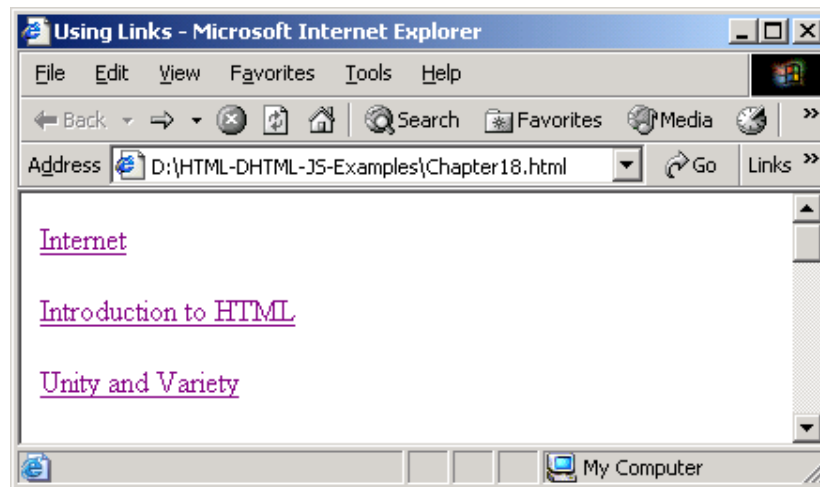 Using Links - Microsoft Internet Explorer
File Edit View Favorites Tools Help
Back Search Favorites Media »
Address D:\HTML-DHTML-JS-Examples\Chapter18.html Go Links »
Internet
Introduction to HTML
Unity and Variety
My Computer